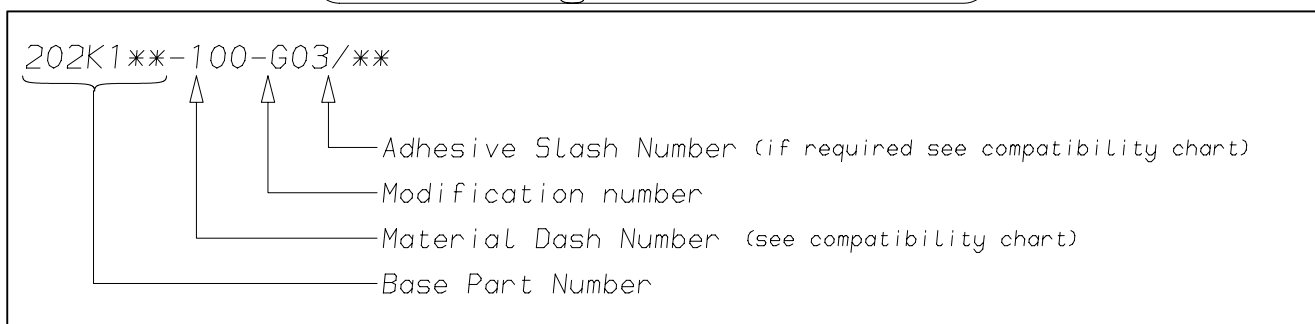 202K1**-100-G03/**
Adhesive Slash Number (if required see compatibility chart)
Modification number
Material Dash Number (see compatibility chart)
Base Part Number